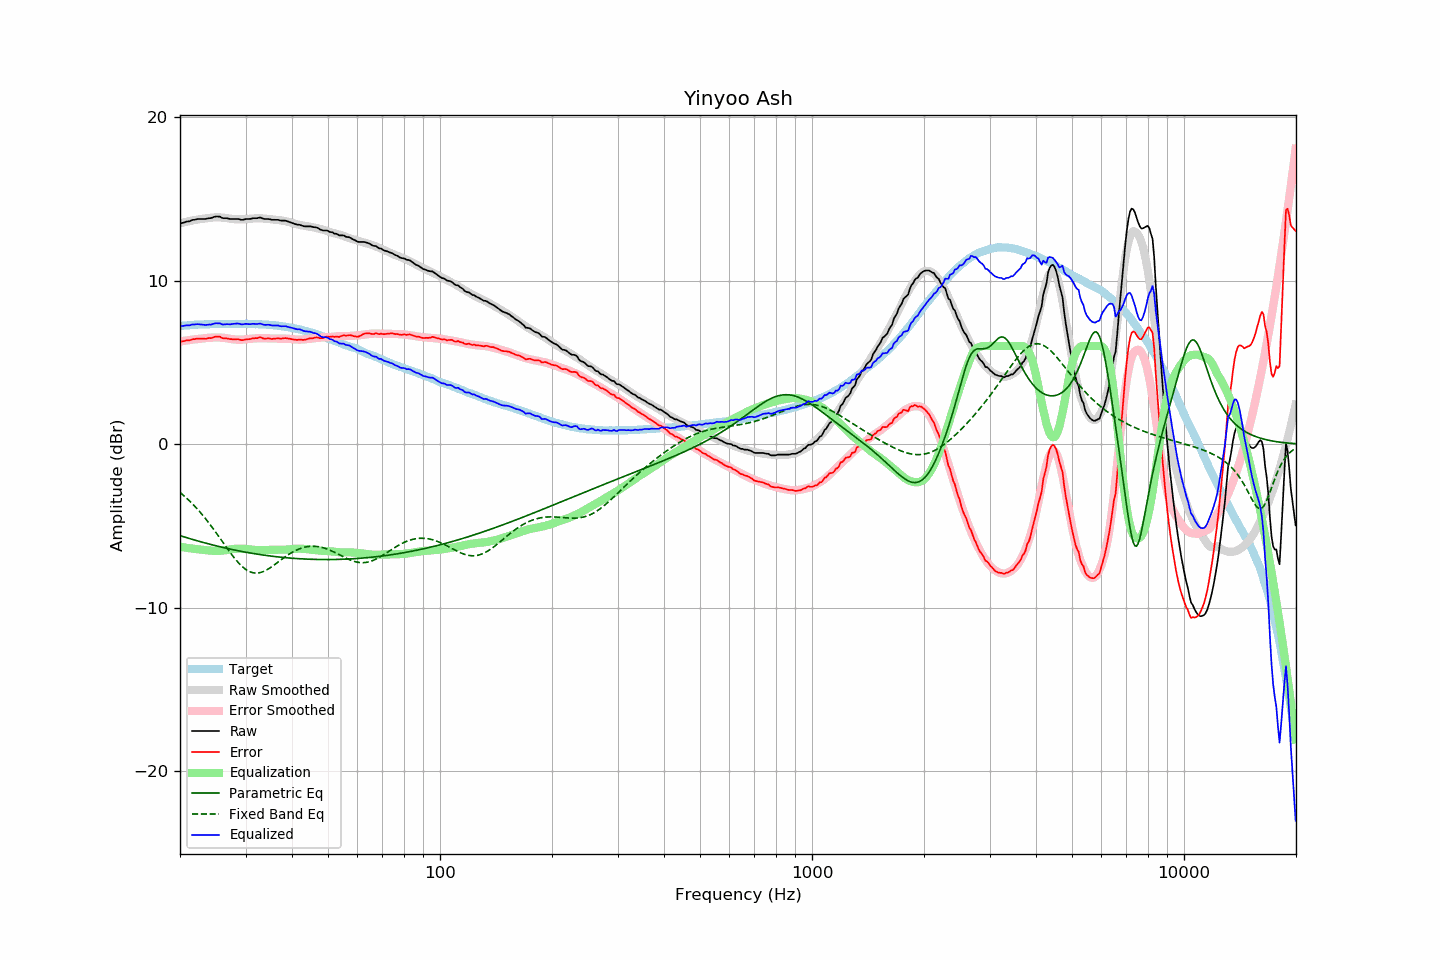 Yinyoo Ash
20
10
0
−10
−20
Amplitude (dBr)
Target
Raw Smoothed
Error Smoothed
Raw
Error
Equalization
Parametric Eq
Fixed Band Eq
Equalized
100
1000
10000
Frequency (Hz)